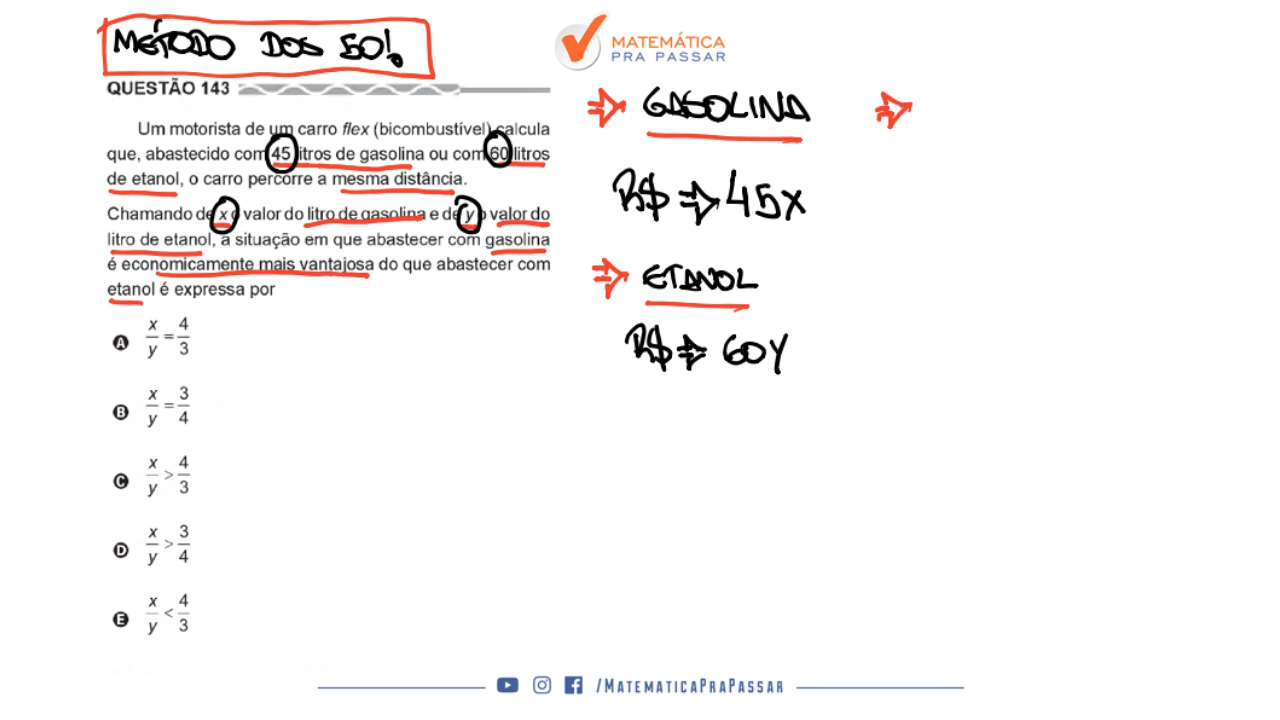 MÉTODO DOS 50!
MATEMÁTICA
PRA PASSAR
QUESTÃO 143
Um motorista de um carro flex (bicombustível) calcula
que, abastecido com 45 litros de gasolina ou com 60 litros
de etanol, o carro percorre a mesma distância.
Chamando de x o valor do litro de gasolina e de y o valor do
litro de etanol, a situação em que abastecer com gasolina
é economicamente mais vantajosa do que abastecer com
etanol é expressa por
A x/y = 4/3
B x/y = 3/4
C x/y > 4/3
D x/y > 3/4
E x/y < 4/3
⇒ GASOLINA ⇒
R$ ⇒ 45X
⇒ ETANOL
R$ ⇒ 60Y
/MATEMATICAPRAPASSAR